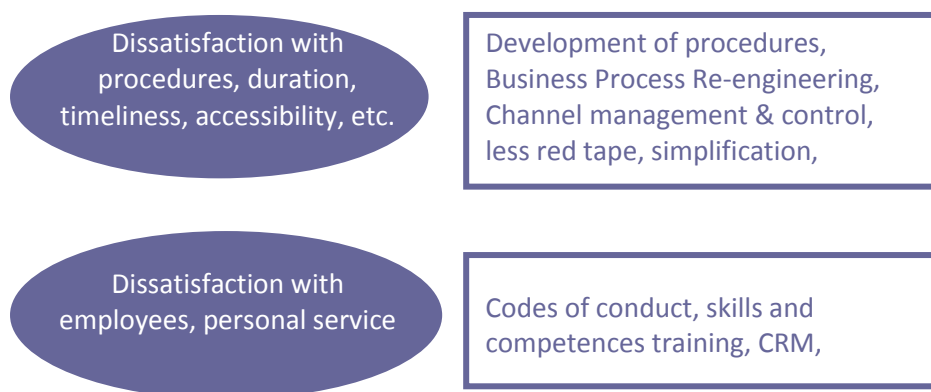 Dissatisfaction with
procedures, duration,
timeliness, accessibility, etc.
Development of procedures,
Business Process Re-engineering,
Channel management & control,
less red tape, simplification,
Dissatisfaction with
employees, personal service
Codes of conduct, skills and
competences training, CRM,